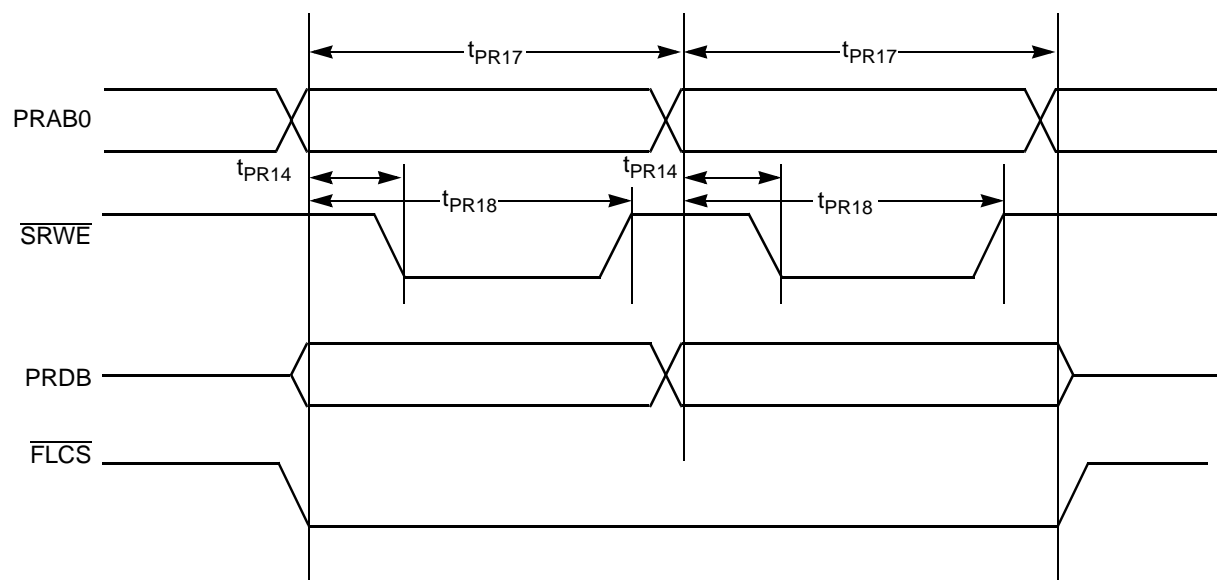 tPR17 tPR17
PRAB0
tPR14 tPR14
tPR18 tPR18
SRWE
PRDB
FLCS